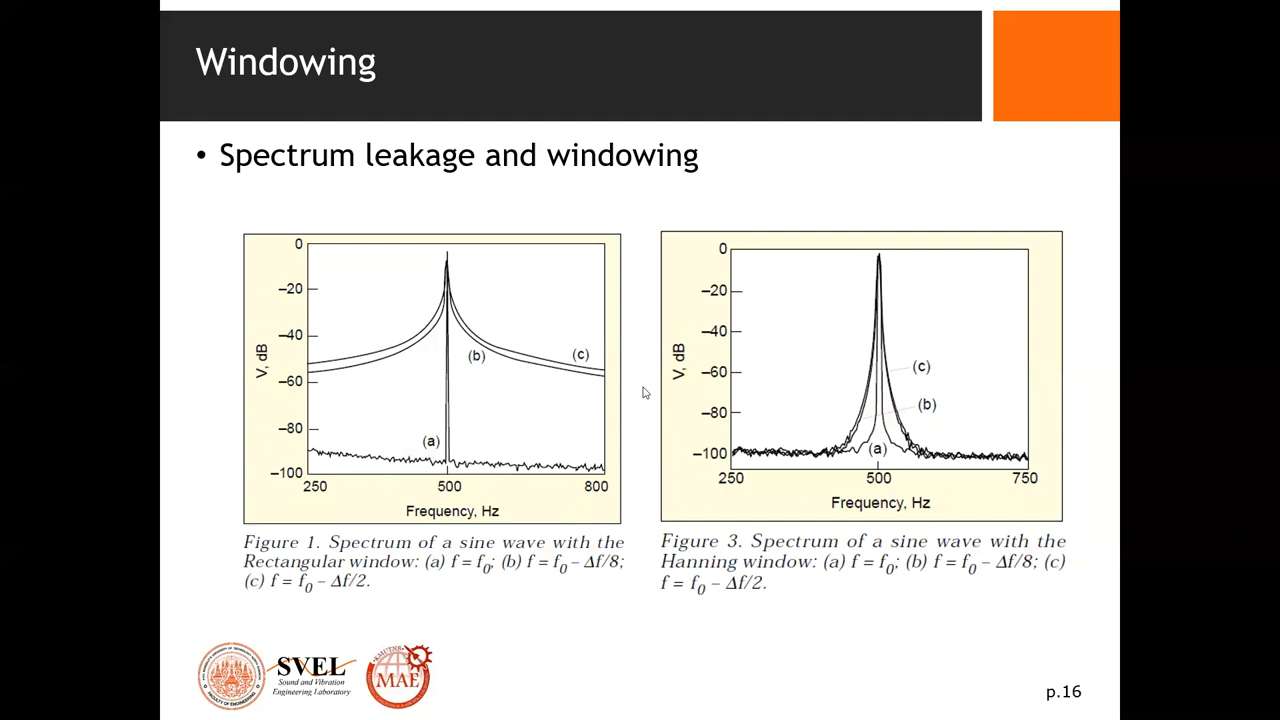 Windowing
• Spectrum leakage and windowing
0
–20
–40
–60
–80
–100
V, dB
(a)
(b)
(c)
250
500
800
Frequency, Hz
Figure 1. Spectrum of a sine wave with the
Rectangular window: (a) f = f0; (b) f = f0 – Δf/8;
(c) f = f0 – Δf/2.
0
–20
–40
–60
–80
–100
V, dB
(c)
(b)
(a)
250
500
750
Frequency, Hz
Figure 3. Spectrum of a sine wave with the
Hanning window: (a) f = f0; (b) f = f0 – Δf/8; (c)
f = f0 – Δf/2.
SVEL
Sound and Vibration
Engineering Laboratory
KMUTNB
MAE
p.16